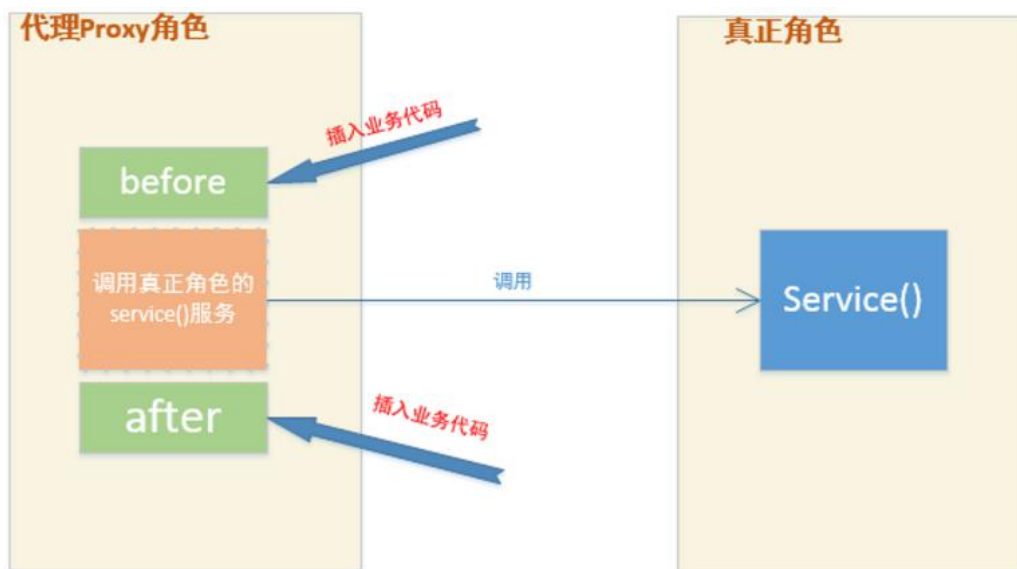 代理Proxy角色
真正角色
插入业务代码
before
调用真正角色的
service()服务
调用
Service()
插入业务代码
after